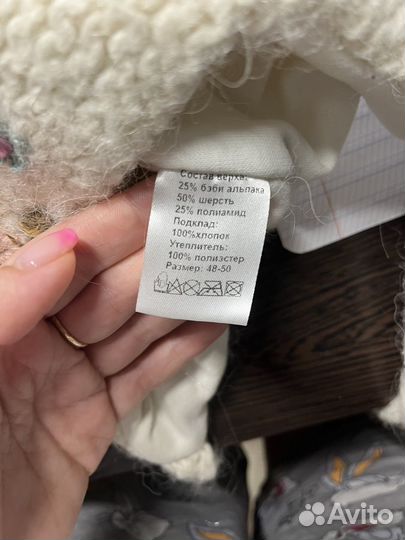 Состав верха:
25% бэби альпака
50% шерсть
25% полиамид
Подклад:
100%хлопок
Утеплитель:
100% полиэстер
Размер: 48-50
Avito